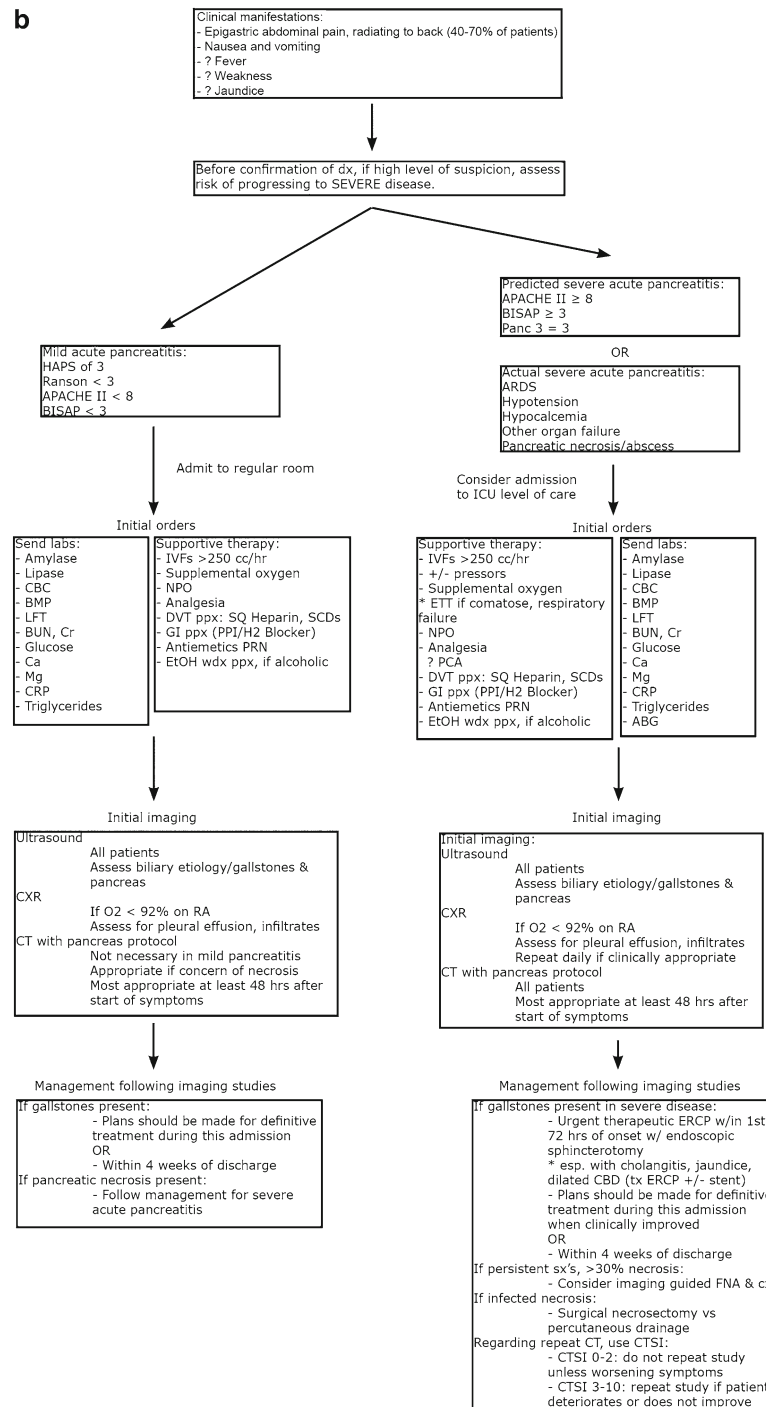 b
Clinical manifestations:
- Epigastric abdominal pain, radiating to back (40-70% of patients)
- Nausea and vomiting
- ? Fever
- ? Weakness
- ? Jaundice
Before confirmation of dx, if high level of suspicion, assess
risk of progressing to SEVERE disease.
Mild acute pancreatitis:
HAPS of 3
Ranson < 3
APACHE II < 8
BISAP < 3
Predicted severe acute pancreatitis:
APACHE II ≥ 8
BISAP ≥ 3
Panc 3 = 3
OR
Actual severe acute pancreatitis:
ARDS
Hypotension
Hypocalcemia
Other organ failure
Pancreatic necrosis/abscess
Admit to regular room
Initial orders
Send labs:
- Amylase
- Lipase
- CBC
- BMP
- LFT
- BUN, Cr
- Glucose
- Ca
- Mg
- CRP
- Triglycerides
Supportive therapy:
- IVFs >250 cc/hr
- Supplemental oxygen
- NPO
- Analgesia
- DVT ppx: SQ Heparin, SCDs
- GI ppx (PPI/H2 Blocker)
- Antiemetics PRN
- EtOH wdx ppx, if alcoholic
Initial imaging
Ultrasound
All patients
Assess biliary etiology/gallstones &
pancreas
CXR
If O2 < 92% on RA
Assess for pleural effusion, infiltrates
CT with pancreas protocol
Not necessary in mild pancreatitis
Appropriate if concern of necrosis
Most appropriate at least 48 hrs after
start of symptoms
Management following imaging studies
If gallstones present:
- Plans should be made for definitive
treatment during this admission
OR
- Within 4 weeks of discharge
If pancreatic necrosis present:
- Follow management for severe
acute pancreatitis
Consider admission
to ICU level of care
Initial orders
Supportive therapy:
- IVFs >250 cc/hr
- +/- pressors
- Supplemental oxygen
* ETT if comatose, respiratory
failure
- NPO
- Analgesia
? PCA
- DVT ppx: SQ Heparin, SCDs
- GI ppx (PPI/H2 Blocker)
- Antiemetics PRN
- EtOH wdx ppx, if alcoholic
Send labs:
- Amylase
- Lipase
- CBC
- BMP
- LFT
- BUN, Cr
- Glucose
- Ca
- Mg
- CRP
- Triglycerides
- ABG
Initial imaging
Initial imaging:
Ultrasound
All patients
Assess biliary etiology/gallstones &
pancreas
CXR
If O2 < 92% on RA
Assess for pleural effusion, infiltrates
Repeat daily if clinically appropriate
CT with pancreas protocol
All patients
Most appropriate at least 48 hrs after
start of symptoms
Management following imaging studies
If gallstones present in severe disease:
- Urgent therapeutic ERCP w/in 1st
72 hrs of onset w/ endoscopic
sphincterotomy
* esp. with cholangitis, jaundice,
dilated CBD (tx ERCP +/- stent)
- Plans should be made for definitive
treatment during this admission
when clinically improved
OR
- Within 4 weeks of discharge
If persistent sx's, >30% necrosis:
- Consider imaging guided FNA &
If infected necrosis:
- Surgical necrosectomy vs
percutaneous drainage
Regarding repeat CT, use CTSI:
- CTSI 0-2: do not repeat study
unless worsening symptoms
- CTSI 3-10: repeat study if patient
deteriorates or does not improve